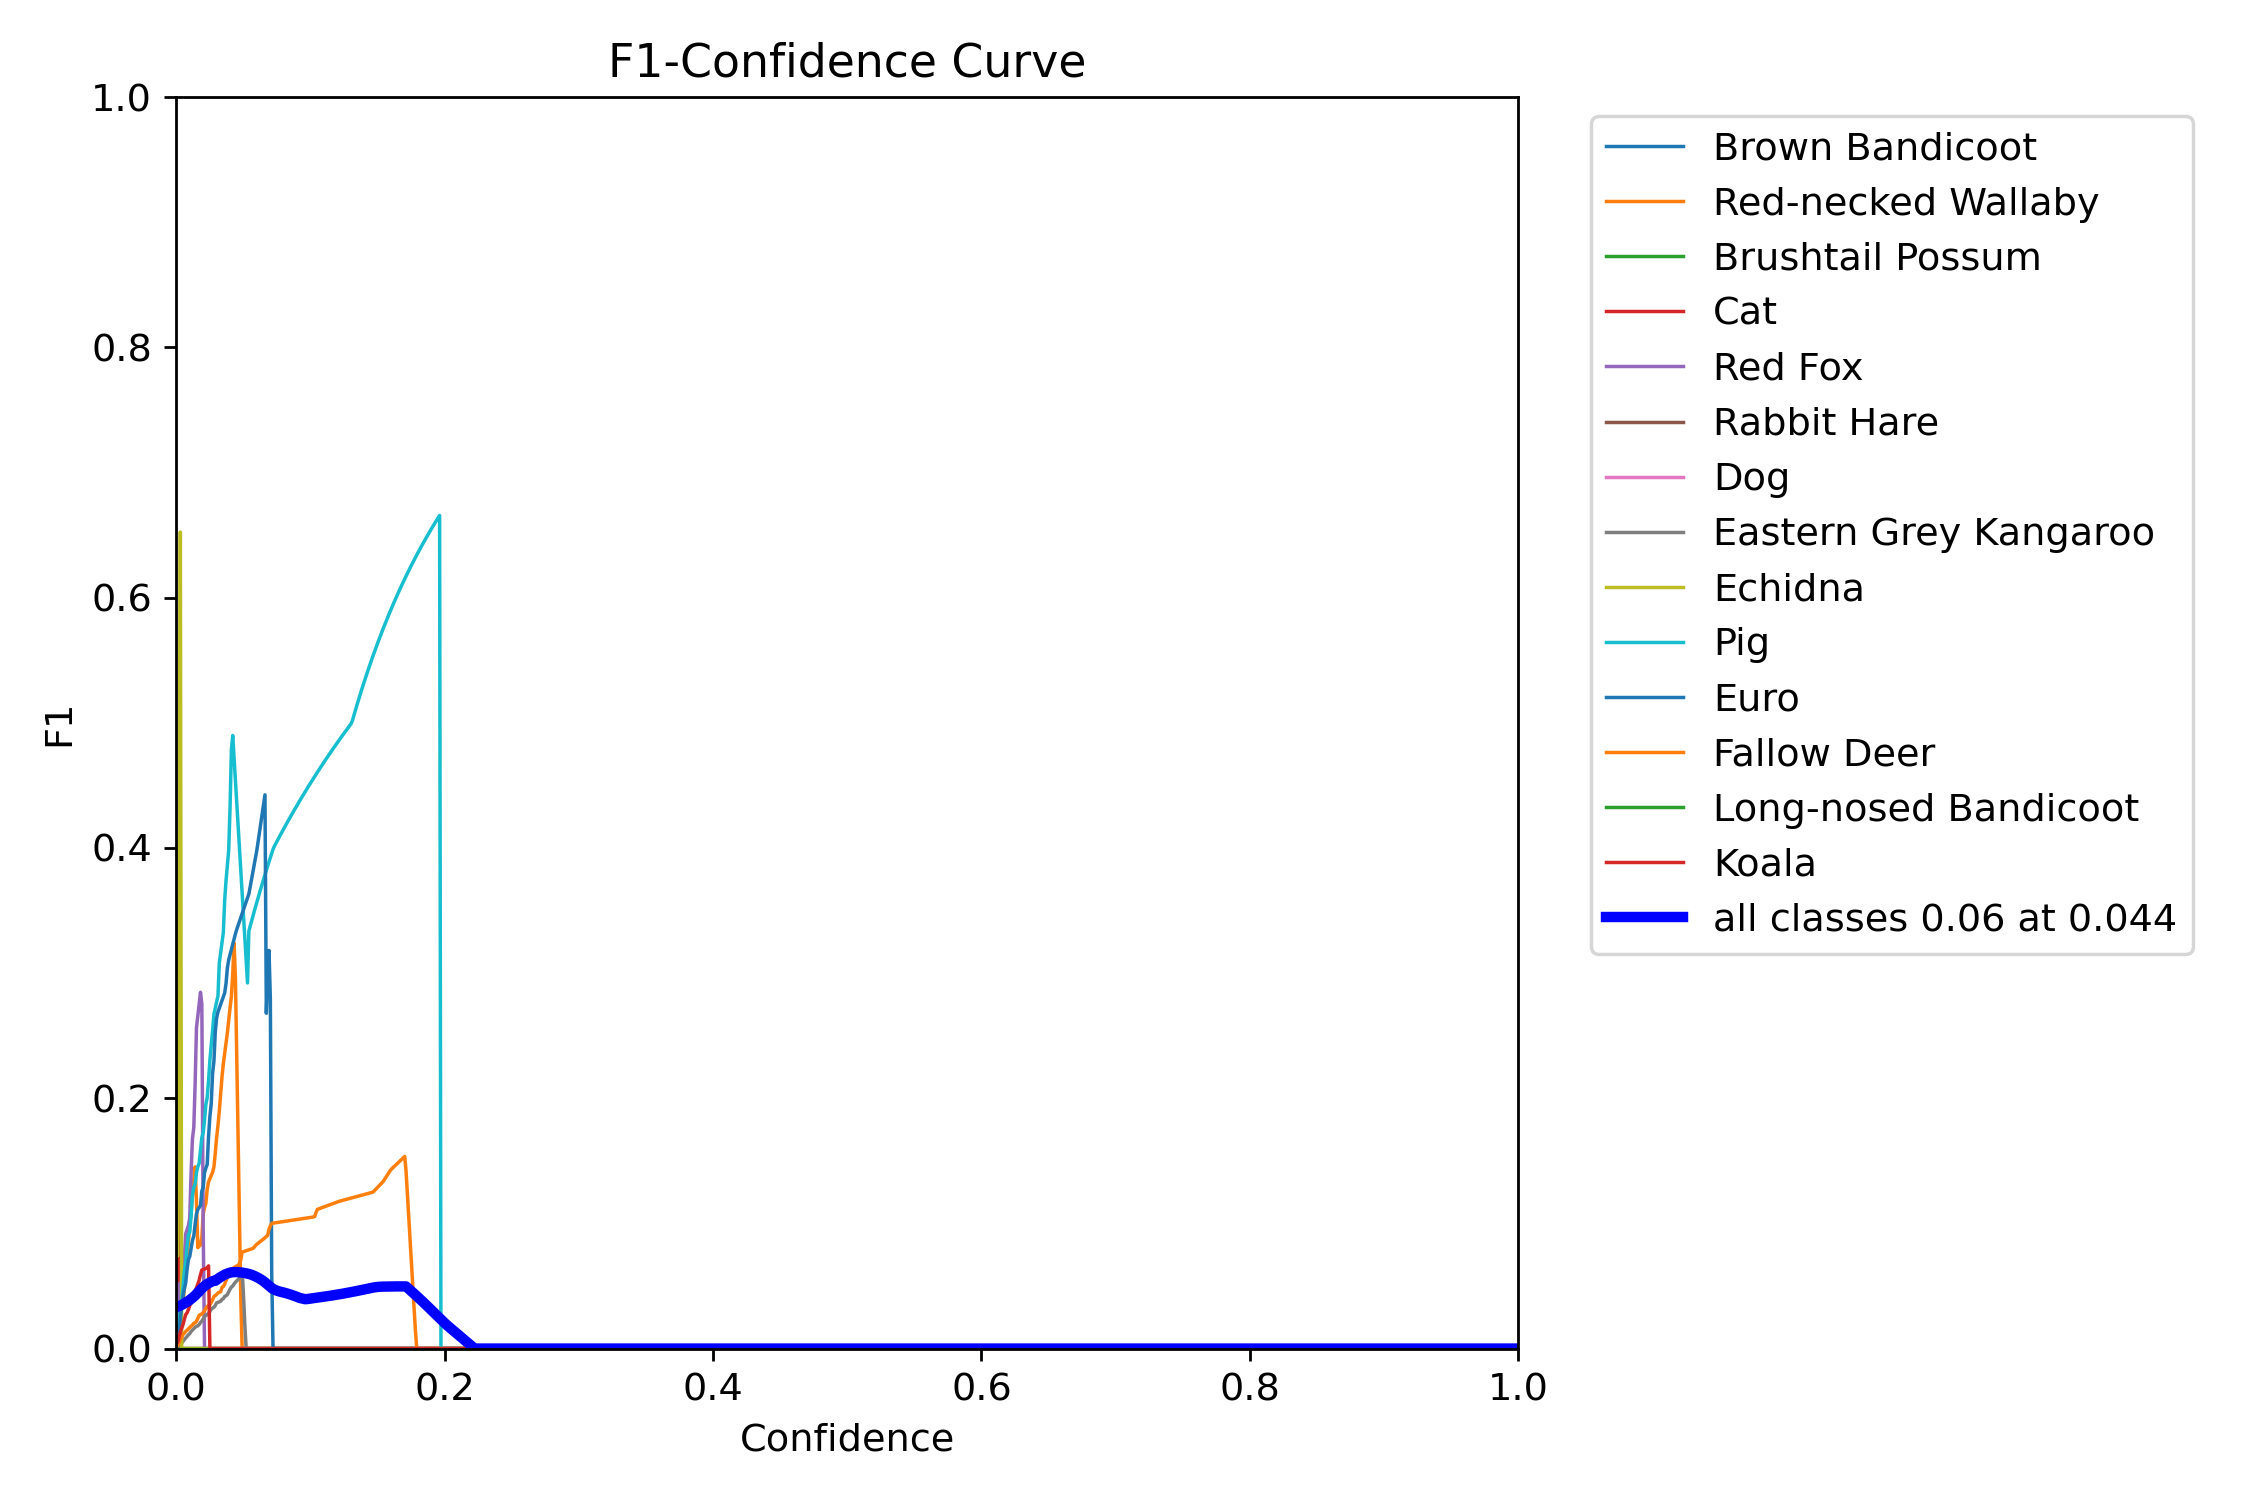 F1-Confidence Curve
1.0
0.8
0.6
0.4
0.2
0.0
F1
0.0 0.2 0.4 0.6 0.8 1.0
Confidence
Brown Bandicoot
Red-necked Wallaby
Brushtail Possum
Cat
Red Fox
Rabbit Hare
Dog
Eastern Grey Kangaroo
Echidna
Pig
Euro
Fallow Deer
Long-nosed Bandicoot
Koala
all classes 0.06 at 0.044